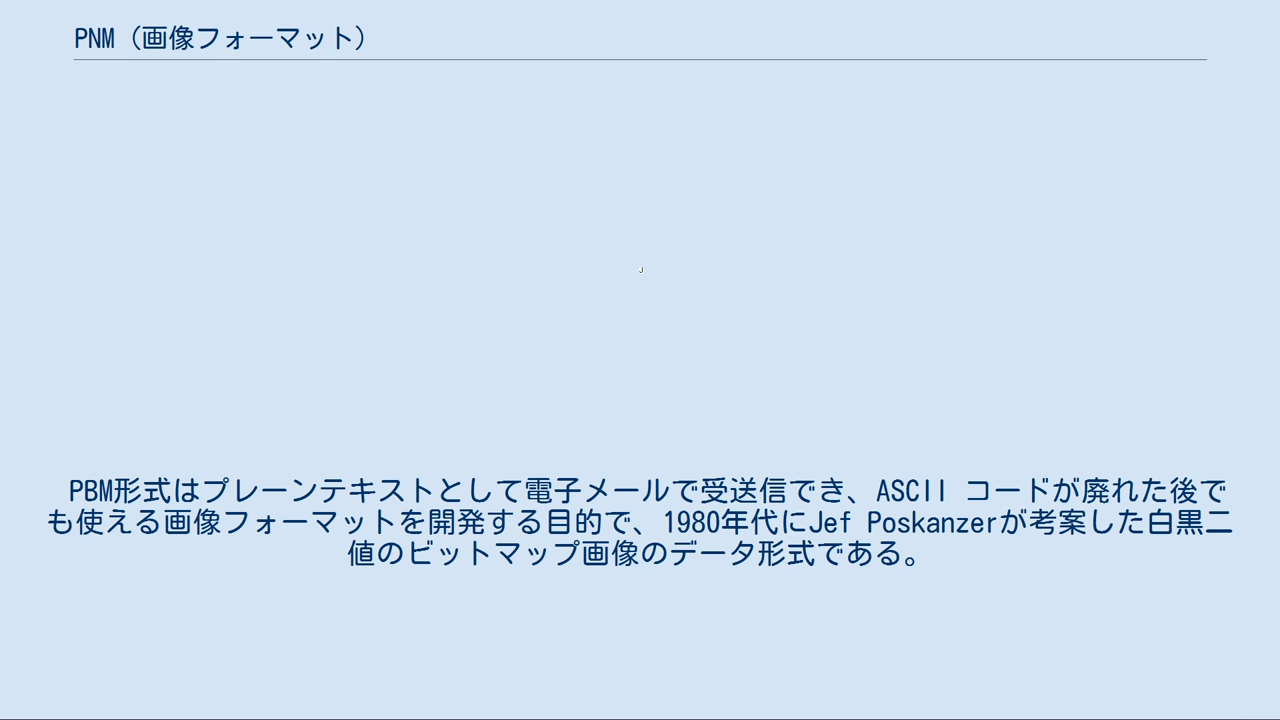 PNM（画像フォーマット）
J
PBM形式はプレーンテキストとして電子メールで受送信でき、ASCII コードが廃れた後で
も使える画像フォーマットを開発する目的で、1980年代にJef Poskanzerが考案した白黒二
値のビットマップ画像のデータ形式である。